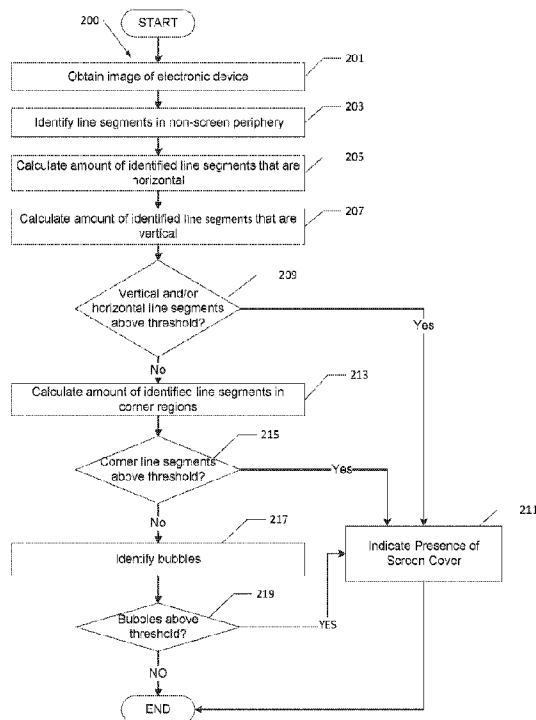 START
200
Obtain image of electronic device
201
Identify line segments in non-screen periphery
203
Calculate amount of identified line segments that are
horizontal
205
Calculate amount of identified line segments that are
vertical
207
Vertical and/or
horizontal line segments
above threshold?
209
Yes
No
Calculate amount of identified line segments in
corner regions
213
Corner line segments
above threshold?
215
Yes
No
Identify bubbles
217
Indicate Presence of
Screen Cover
211
Bubbles above
threshold?
219
YES
NO
END